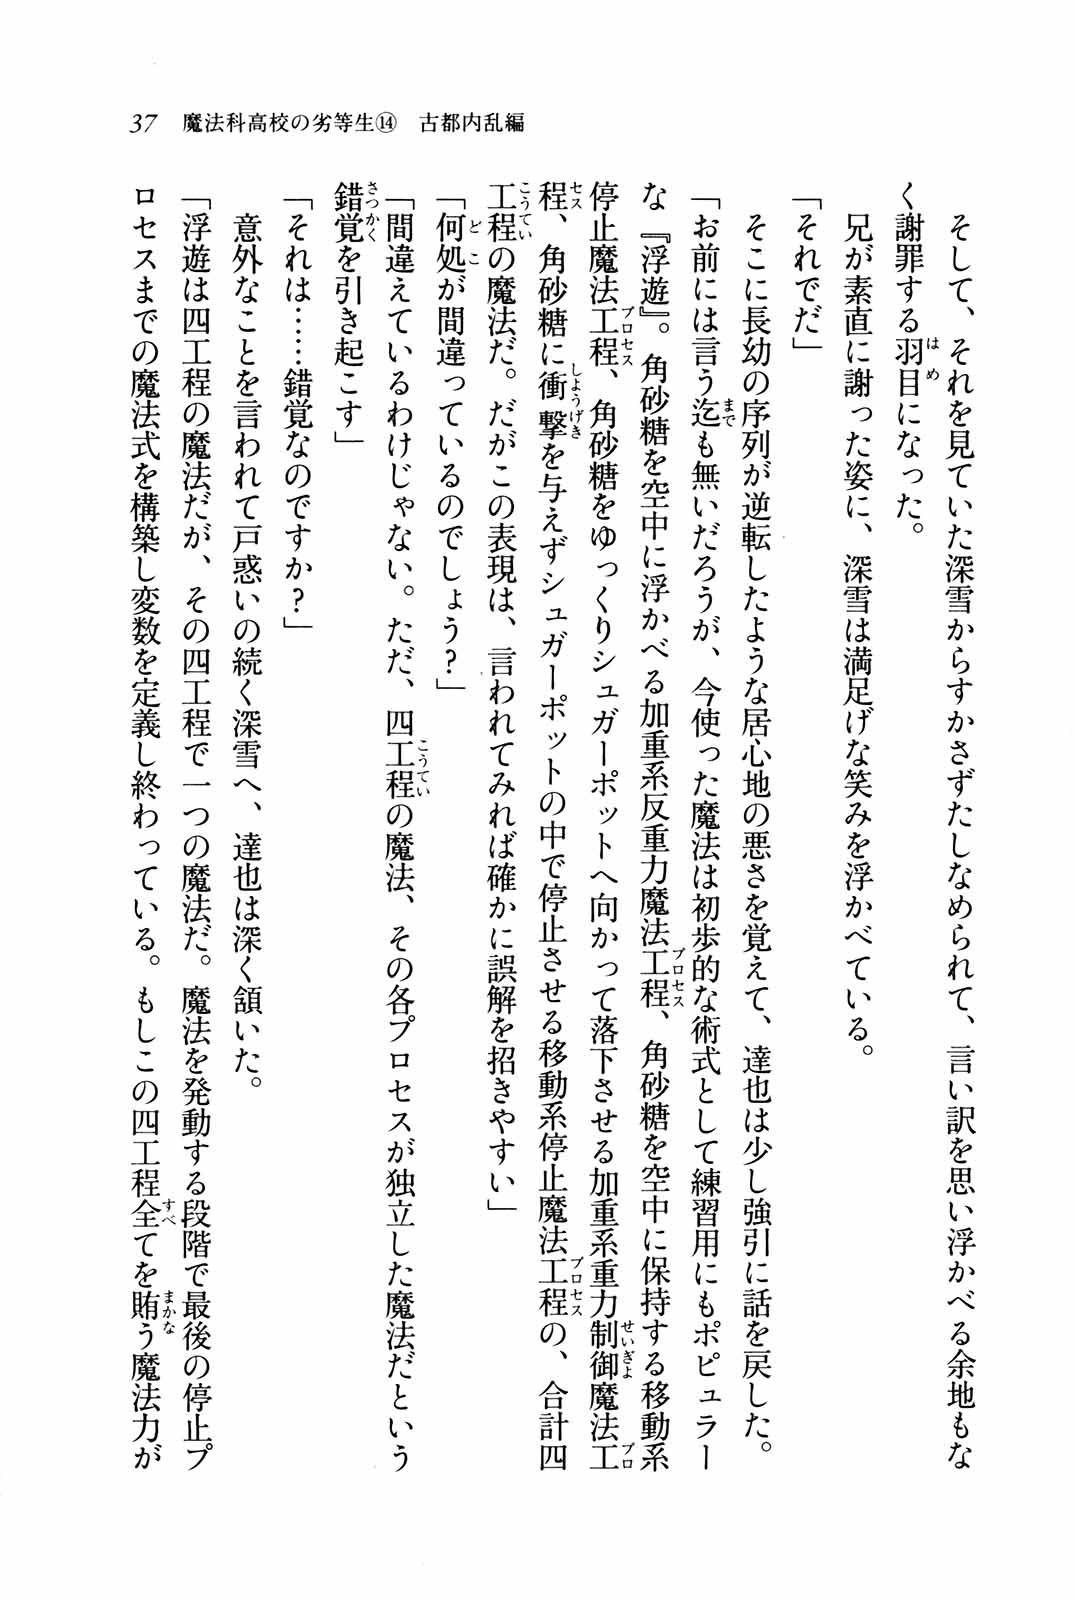 37　魔法科高校の劣等生⑭　古都内乱編
　そして、それを見ていた深雪からすかさずたしなめられて、言い訳を思い浮かべる余地もな
く謝罪する羽目になった。
　兄が素直に謝った姿に、深雪は満足げな笑みを浮かべている。
「それでだ」
　そこに長幼の序列が逆転したような居心地の悪さを覚えて、達也は少し強引に話を戻した。
「お前には言う迄も無いだろうが、今使った魔法は初歩的な術式として練習用にもポピュラー
な『浮遊』。角砂糖を空中に浮かべる加重系反重力魔法工程、角砂糖を空中に保持する移動系
停止魔法工程、角砂糖をゆっくりシュガーポットへ向かって落下させる加重系重力制御魔法工
程、角砂糖に衝撃を与えずシュガーポットの中で停止させる移動系停止魔法工程の、合計四
工程の魔法だ。だがこの表現は、言われてみれば確かに誤解を招きやすい」
「何処が間違っているのでしょう？」
「間違えているわけじゃない。ただ、四工程の魔法、その各プロセスが独立した魔法だという
錯覚を引き起こす」
「それは……錯覚なのですか？」
　意外なことを言われて戸惑いの続く深雪へ、達也は深く頷いた。
「浮遊は四工程の魔法だが、その四工程で一つの魔法だ。魔法を発動する段階で最後の停止プ
ロセスまでの魔法式を構築し変数を定義し終わっている。もしこの四工程全てを賄う魔法力が